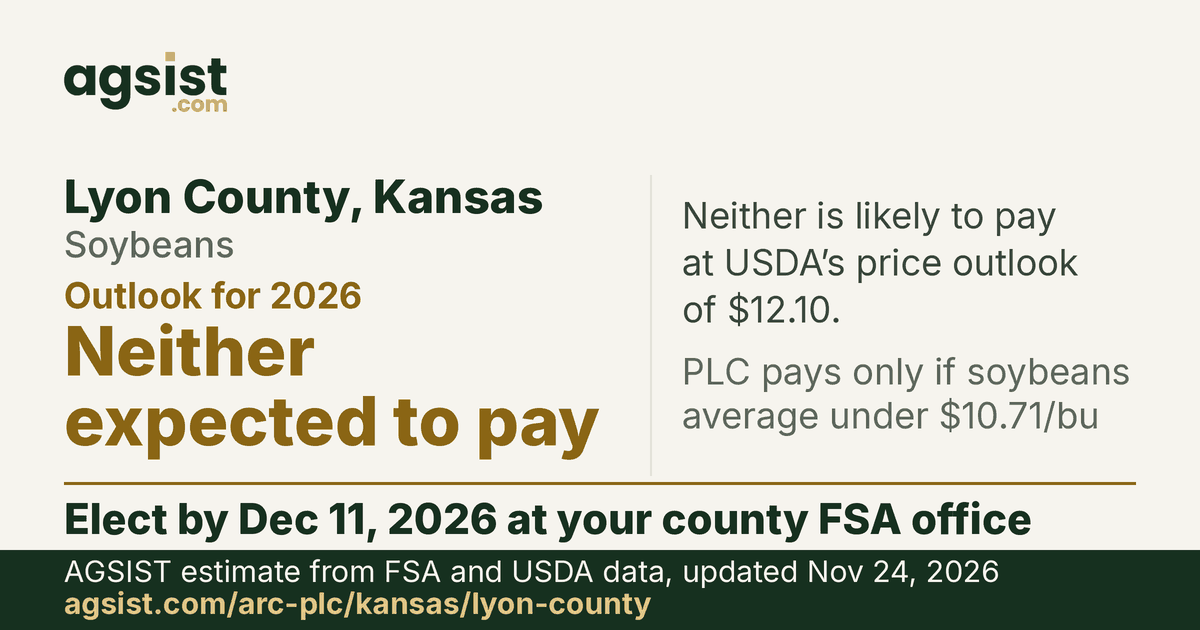 agsist
.com
Lyon County, Kansas
Soybeans
Outlook for 2026
Neither
expected to pay
Neither is likely to pay
at USDA’s price outlook
of $12.10.
PLC pays only if soybeans
average under $10.71/bu
Elect by Dec 11, 2026 at your county FSA office
AGSIST estimate from FSA and USDA data, updated Nov 24, 2026
agsist.com/arc-plc/kansas/lyon-county